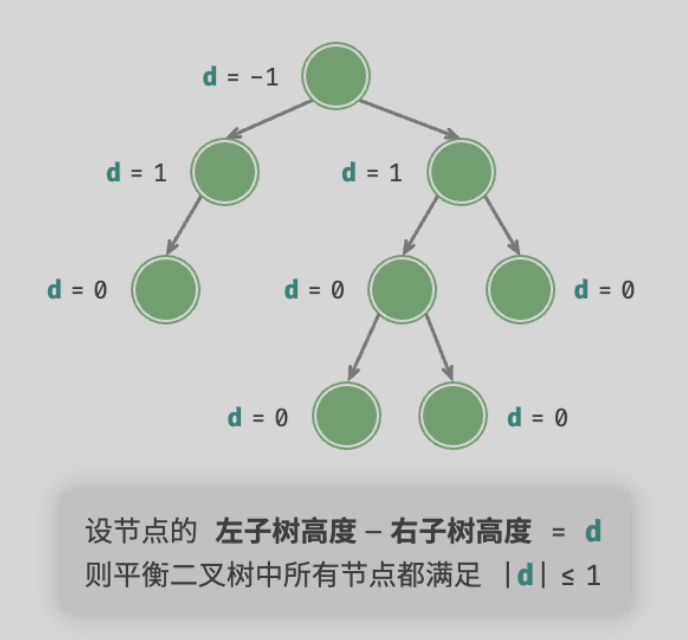 d = -1
d = 1
d = 1
d = 0
d = 0
d = 0
d = 0
d = 0
设节点的 左子树高度 - 右子树高度 = d
则平衡二叉树中所有节点都满足 |d| ≤ 1